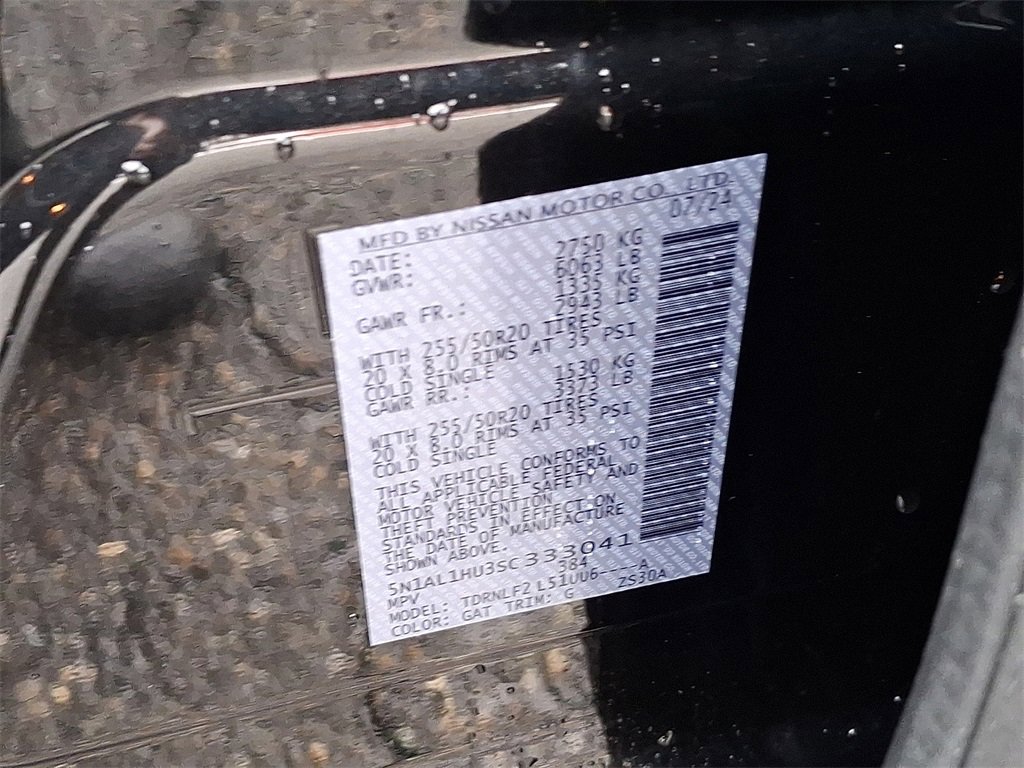 MFD BY NISSAN MOTOR CO., LTD.
DATE: 07/24
GVWR: 2750 KG
6063 LB
GAWR FR.: 1335 KG
2943 LB
WITH 255/50R20 TIRES,
20 X 8.0 RIMS AT 35 PSI
COLD SINGLE
GAWR RR.: 1530 KG
3373 LB
WITH 255/50R20 TIRES,
20 X 8.0 RIMS AT 35 PSI
COLD SINGLE
THIS VEHICLE CONFORMS TO
ALL APPLICABLE FEDERAL
MOTOR VEHICLE SAFETY AND
THEFT PREVENTION
STANDARDS IN EFFECT ON
THE DATE OF MANUFACTURE
SHOWN ABOVE.
5N1AL1HU3SC333041
MPV 384
MODEL: TDRNLF2 L51UU6----A
COLOR: GAT TRIM: G 2S30A